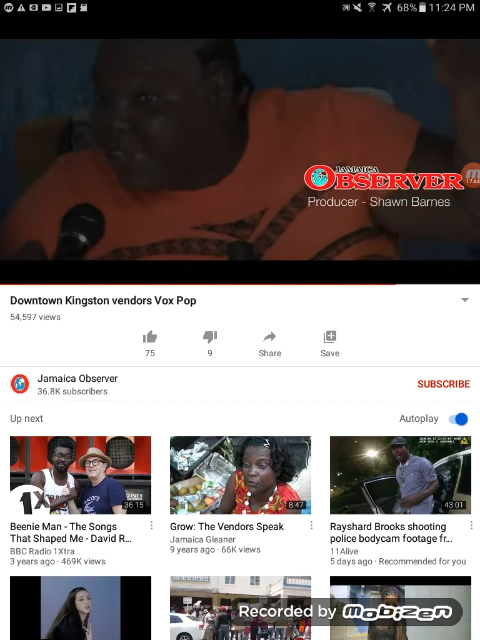 68% 11:24 PM
JAMAICA
OBSERVER
17:44
Producer - Shawn Barnes
Downtown Kingston vendors Vox Pop
54,597 views
75 9 Share Save
Jamaica Observer
36.8K subscribers
SUBSCRIBE
Up next Autoplay
1X 36:15 8:47 43:01
Beenie Man - The Songs
That Shaped Me - David R...
BBC Radio 1Xtra
3 years ago · 469K views
Grow: The Vendors Speak
Jamaica Gleaner
9 years ago · 66K views
Rayshard Brooks shooting
police bodycam footage fr...
11Alive
5 days ago · Recommended for you
Recorded by mobizen